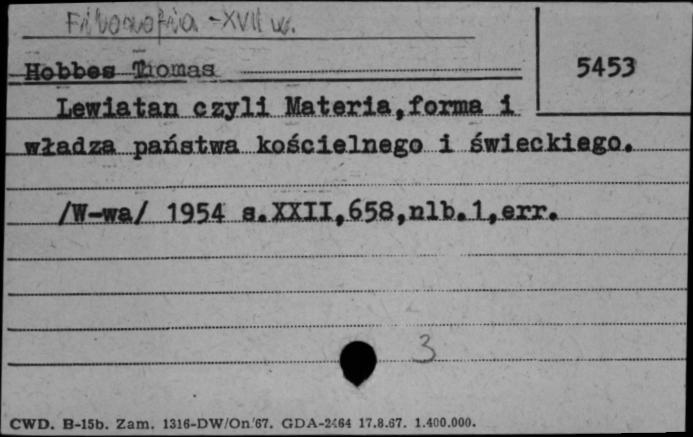 Filozofia - XVII w.
Hobbes Thomas
5453
Lewiatan czyli Materia,forma i
władza państwa kościelnego i świeckiego.
/W-wa/ 1954 s.XXII,658,nlb.1,err.
3
CWD. B-15b. Zam. 1316-DW/On/67. GDA-2464 17.8.67. 1.400.000.